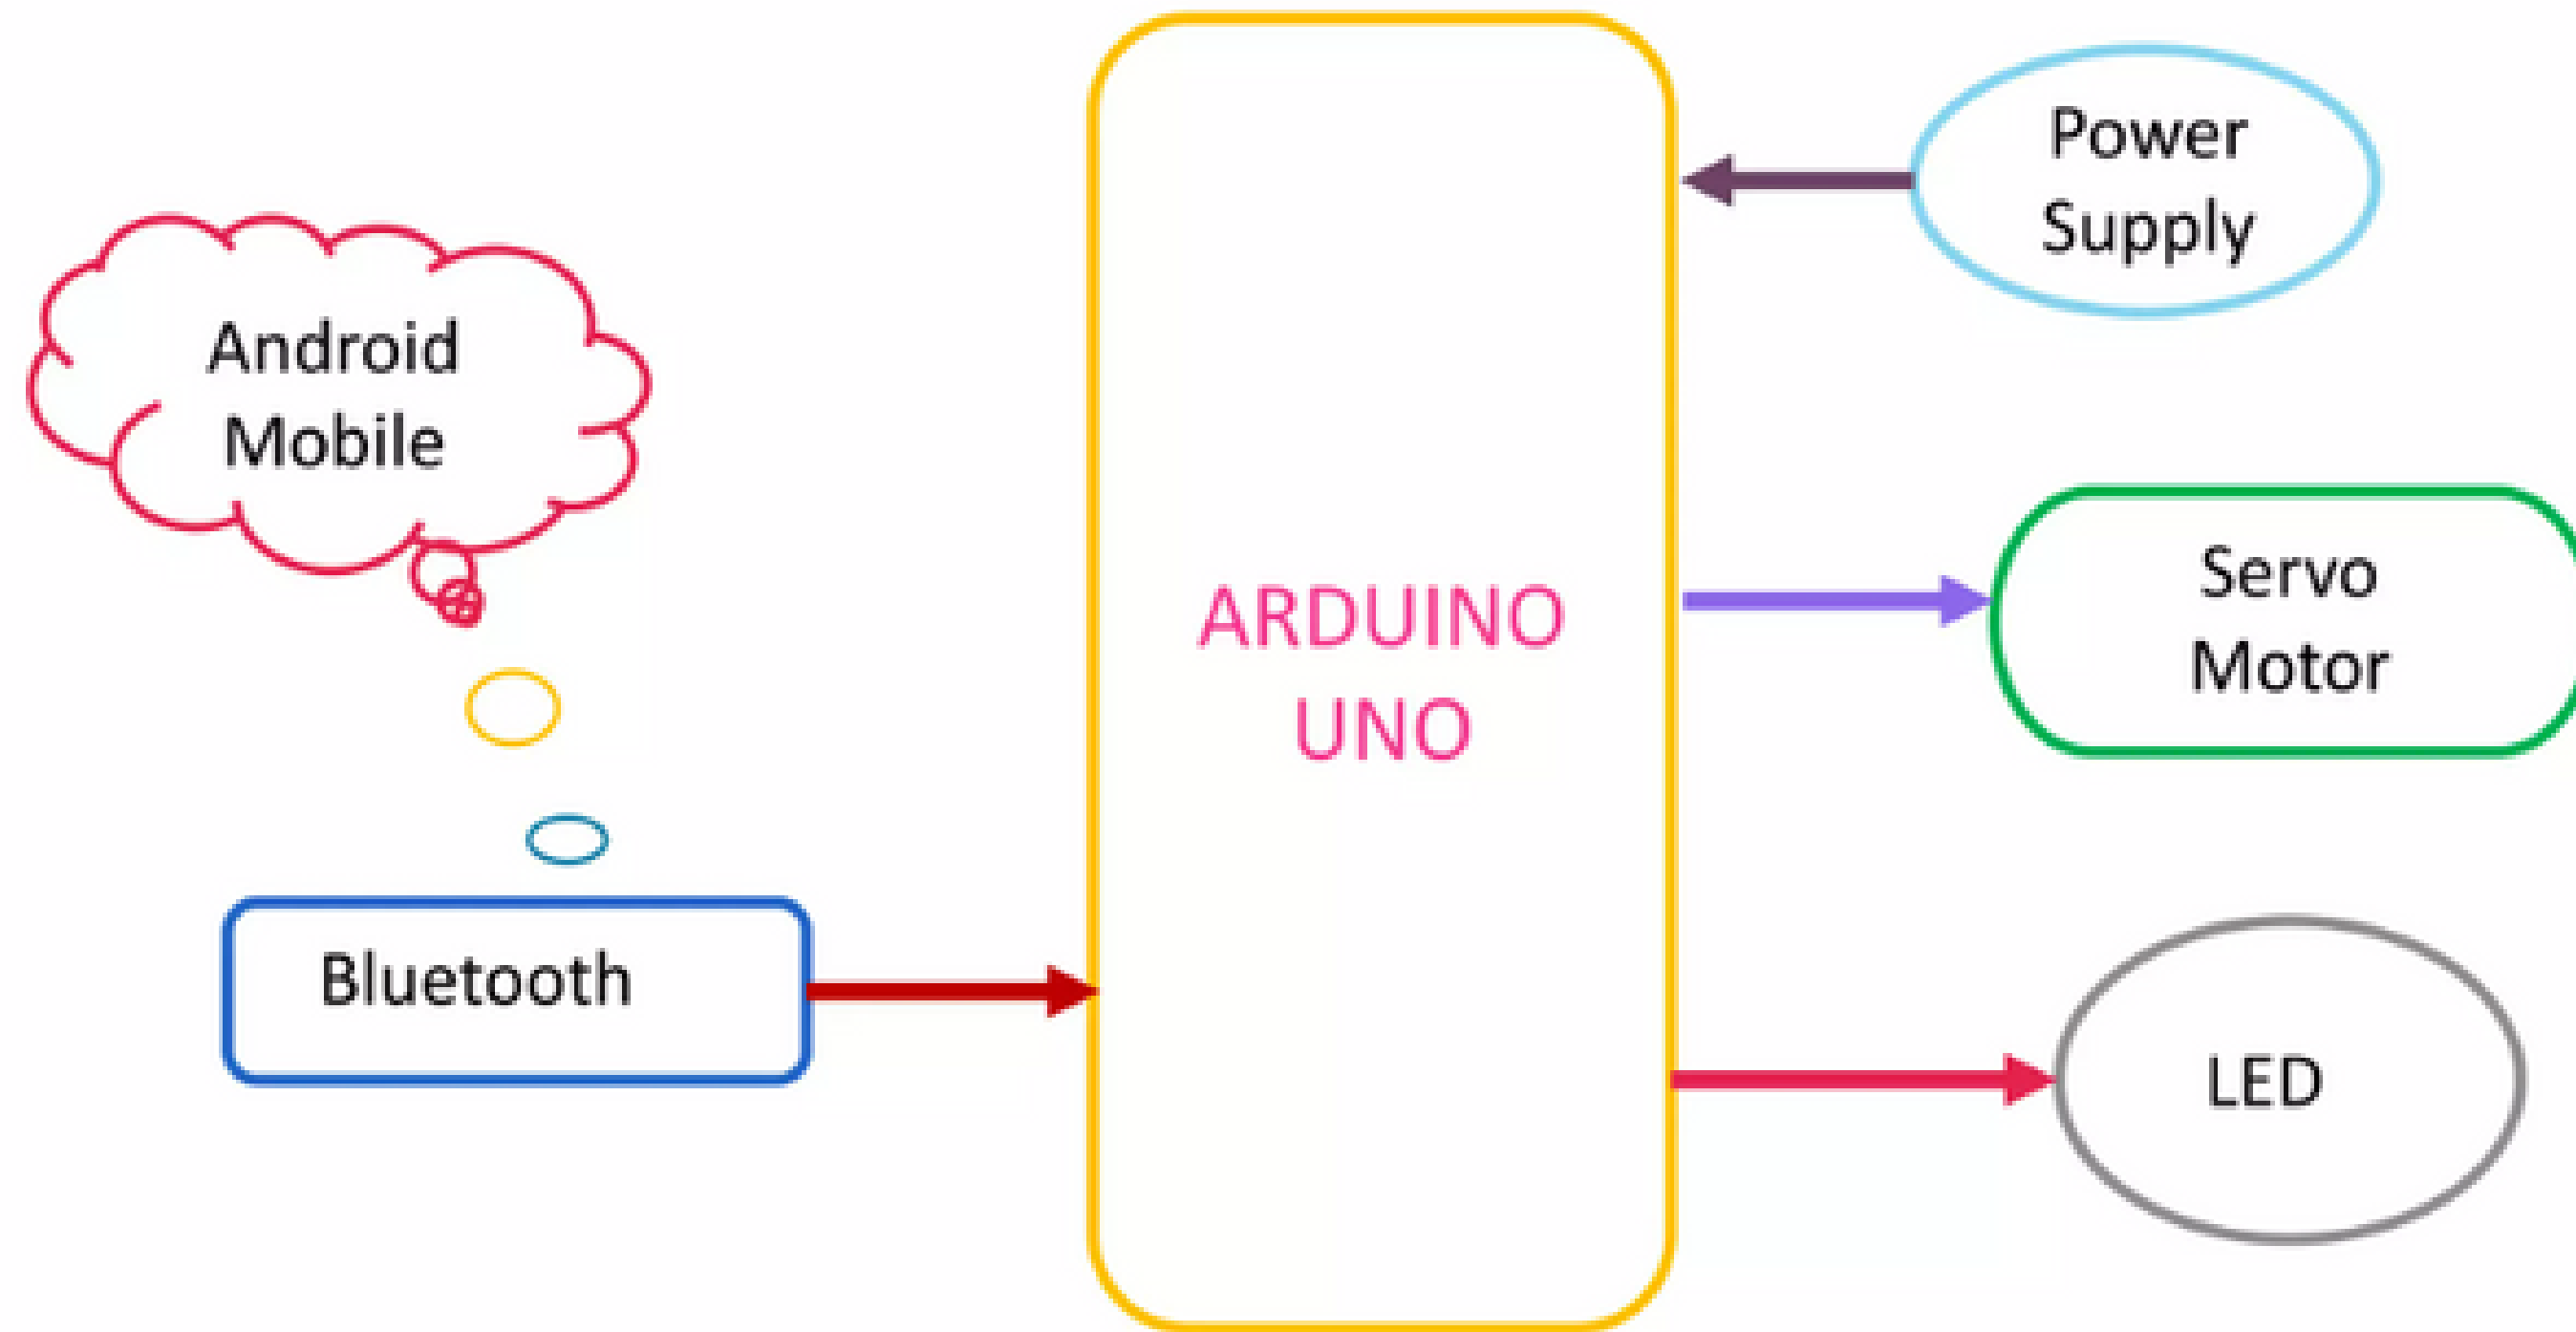 Android
Mobile
Bluetooth
ARDUINO
UNO
Power
Supply
Servo
Motor
LED